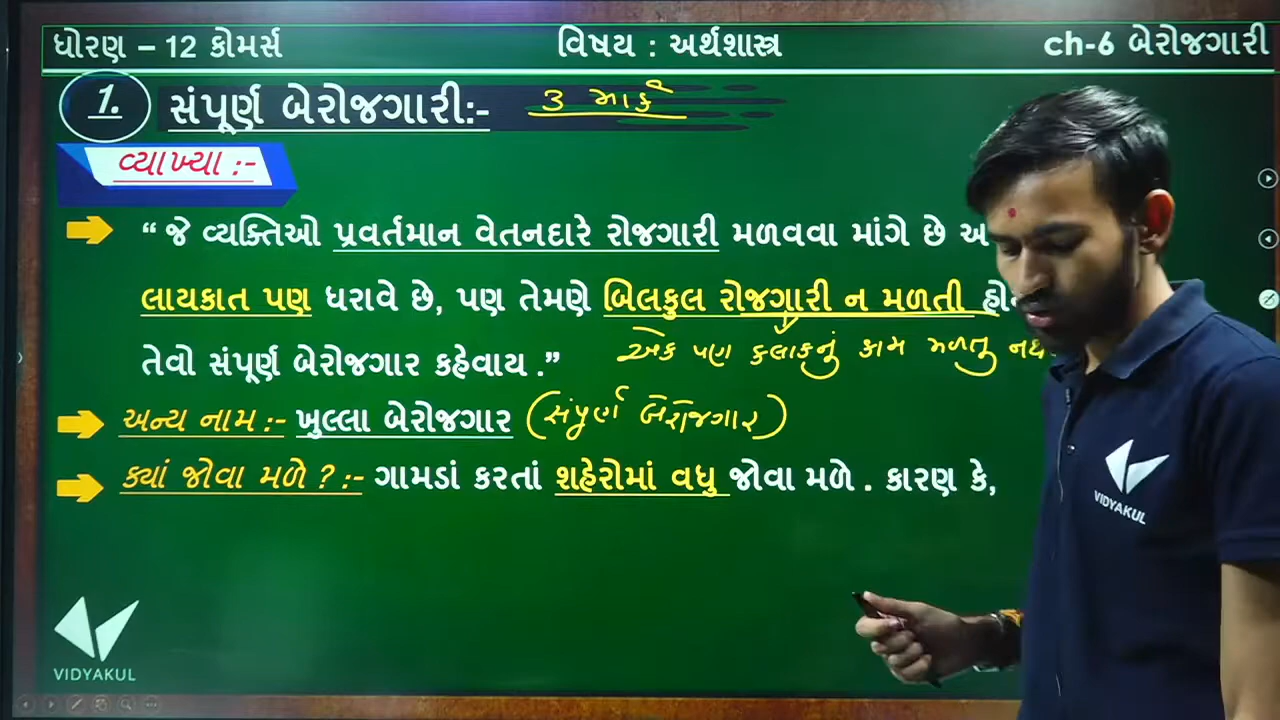 ધોરણ – 12 કોમર્સ વિષય : અર્થશાસ્ત્ર ch-6 બેરોજગારી
1. સંપૂર્ણ બેરોજગારી:- 3 માર્ક
વ્યાખ્યા :-
“ જે વ્યક્તિઓ પ્રવર્તમાન વેતનદારે રોજગારી મળવવા માંગે છે અ
લાયકાત પણ ધરાવે છે, પણ તેમણે બિલકુલ રોજગારી ન મળતી
એક પણ કલાકનું કામ મળતુ
તેવો સંપૂર્ણ બેરોજગાર કહેવાય .”
અન્ય નામ :- ખુલ્લા બેરોજગાર (સંપુર્ણ બેરોજગાર)
ક્યાં જોવા મળે ? :- ગામડાં કરતાં શહેરોમાં વધુ જોવા મળે . કારણ કે,
VIDYAKUL
VIDYAKUL